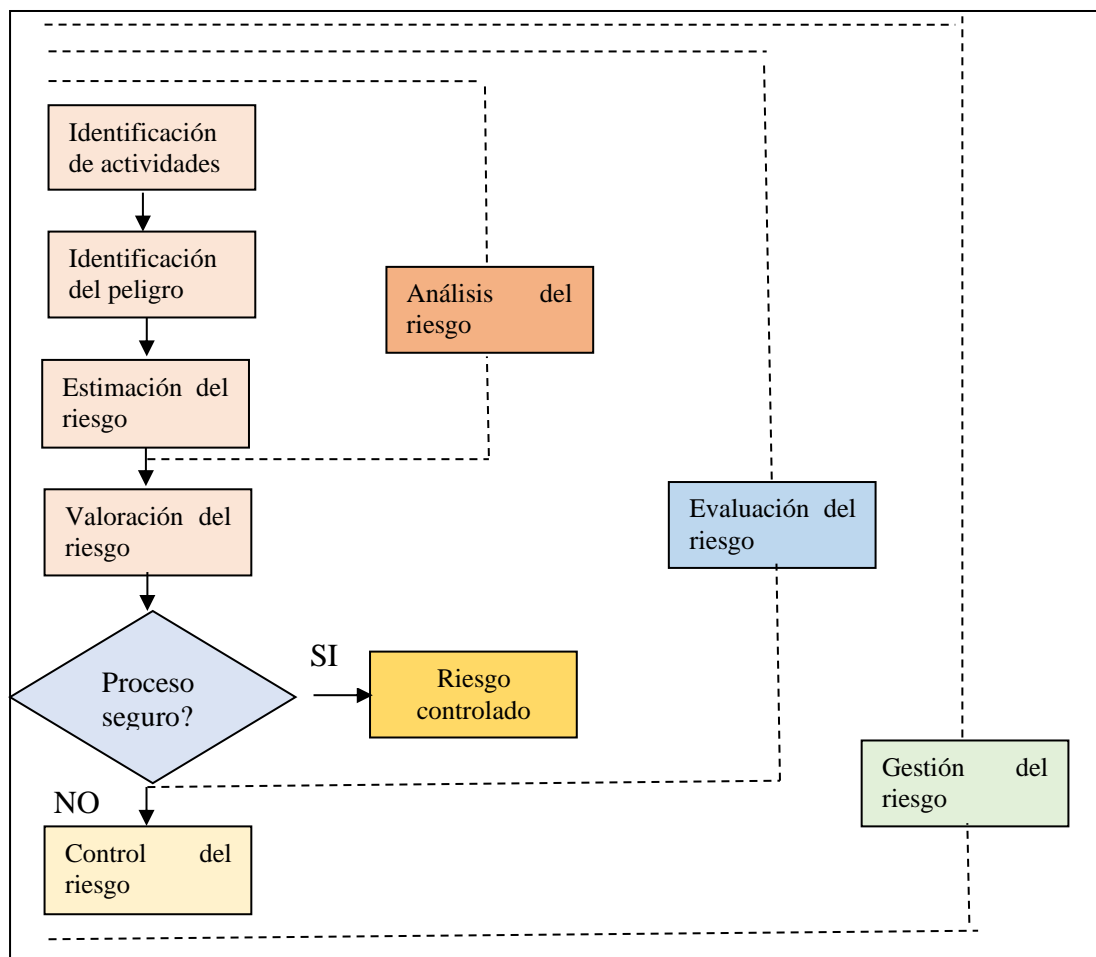 Identificación
de actividades
Identificación
del peligro
Análisis del
riesgo
Estimación del
riesgo
Valoración del
riesgo
Evaluación del
riesgo
Proceso
seguro?
SI
Riesgo
controlado
Gestión del
riesgo
NO
Control del
riesgo